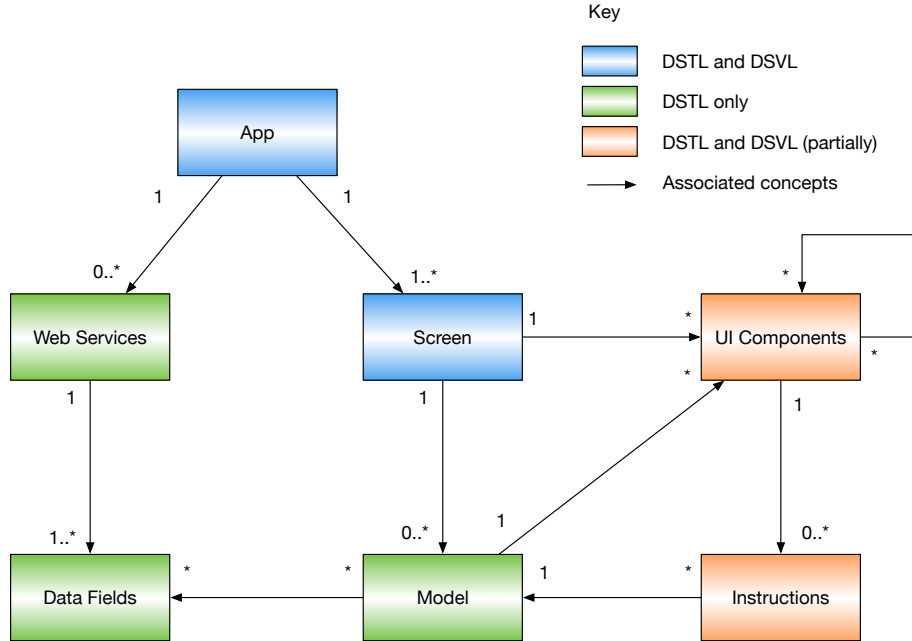 Key
DSTL and DSVL
DSTL only
DSTL and DSVL (partially)
Associated concepts
App
1
1
0..*
1..*
*
Web Services
Screen
UI Components
1
*
*
1
1
*
1
1..*
0..*
1
0..*
*
*
1
*
Data Fields
Model
Instructions